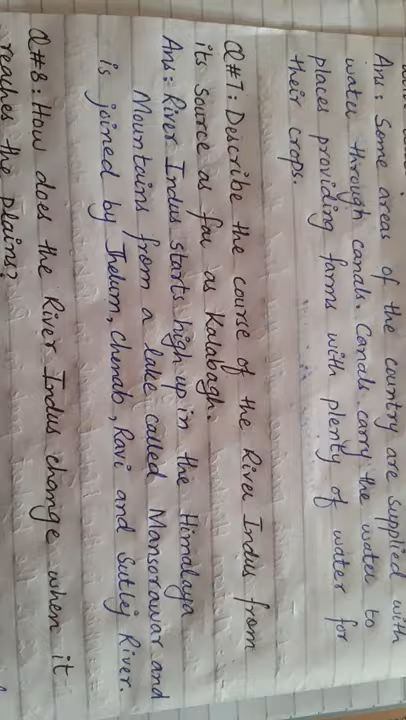 Ans: Some areas of the country are supplied with
water through canals. Canals carry the water to
places providing farms with plenty of water for
their crops.
Q#7: Describe the course of the River Indus from
its source as far as Kalabagh.
Ans: River Indus starts high up in the Himalaya
Mountains from a lake called Mansarawar and
is joined by Jhelum, Chenab, Ravi and Sutlej River.
Q#8: How does the River Indus change when it
reaches the plains?